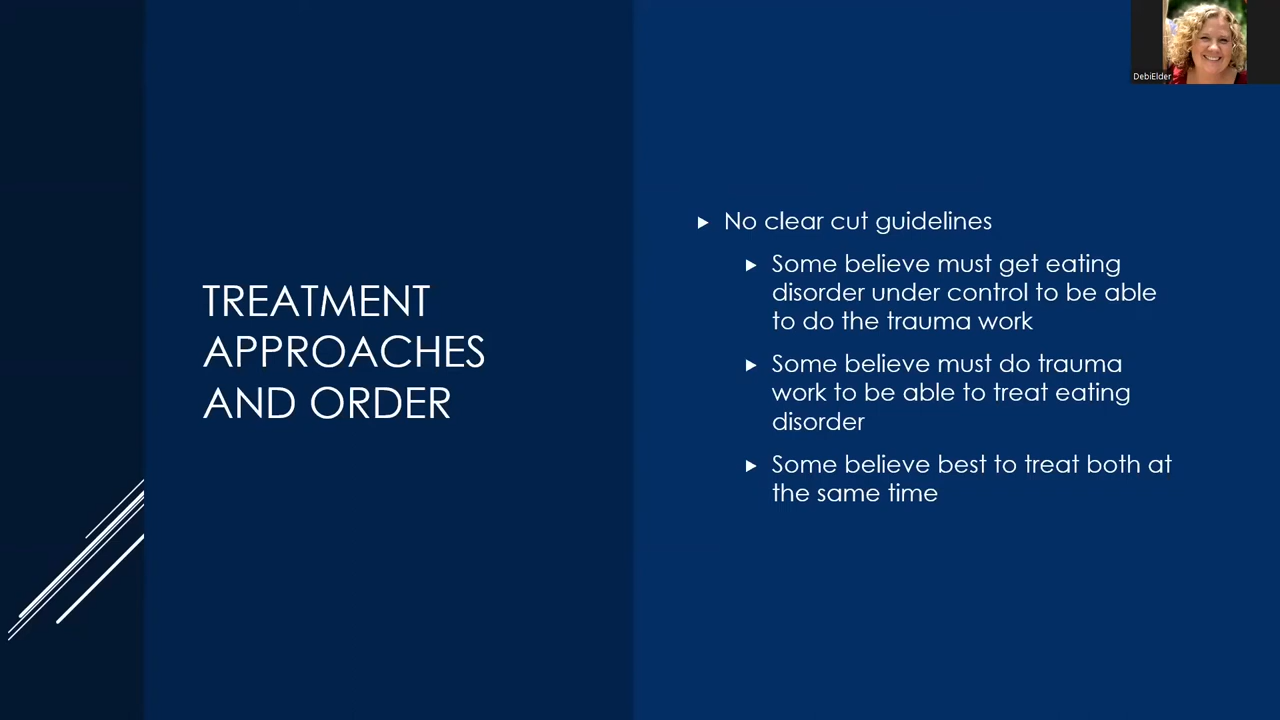 DebiElder
TREATMENT
APPROACHES
AND ORDER
No clear cut guidelines
Some believe must get eating
disorder under control to be able
to do the trauma work
Some believe must do trauma
work to be able to treat eating
disorder
Some believe best to treat both at
the same time